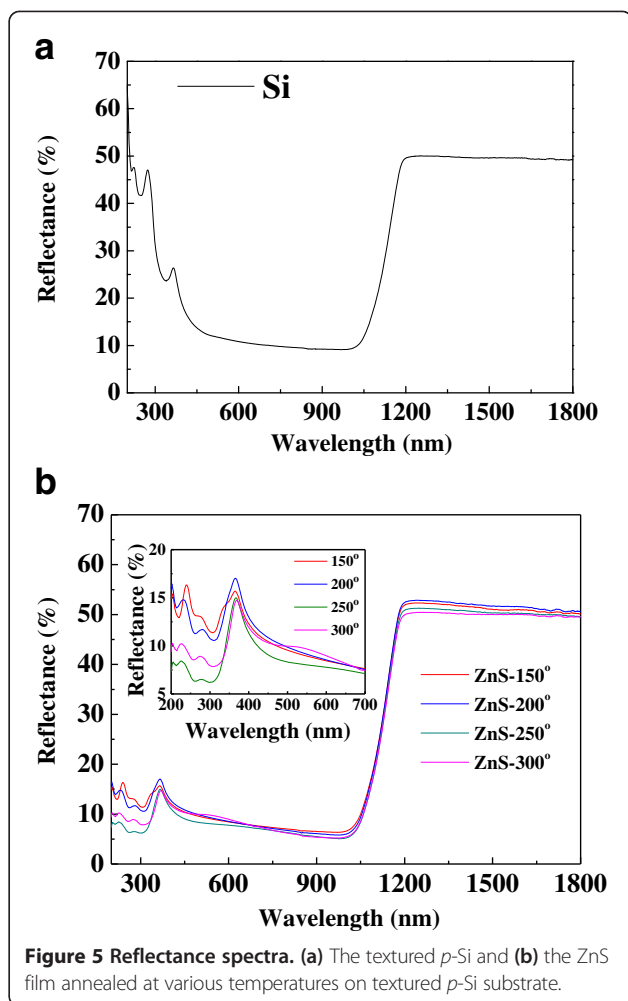 a
70
60
50
40
30
20
10
0
Reflectance (%)
Si
300 600 900 1200 1500 1800
Wavelength (nm)
b
70
60
50
40
30
20
10
0
Reflectance (%)
20
15
10
5
Reflectance (%)
150°
200°
250°
300°
200 300 400 500 600 700
Wavelength (nm)
ZnS-150°
ZnS-200°
ZnS-250°
ZnS-300°
300 600 900 1200 1500 1800
Wavelength (nm)
Figure 5 Reflectance spectra. (a) The textured p-Si and (b) the ZnS
film annealed at various temperatures on textured p-Si substrate.